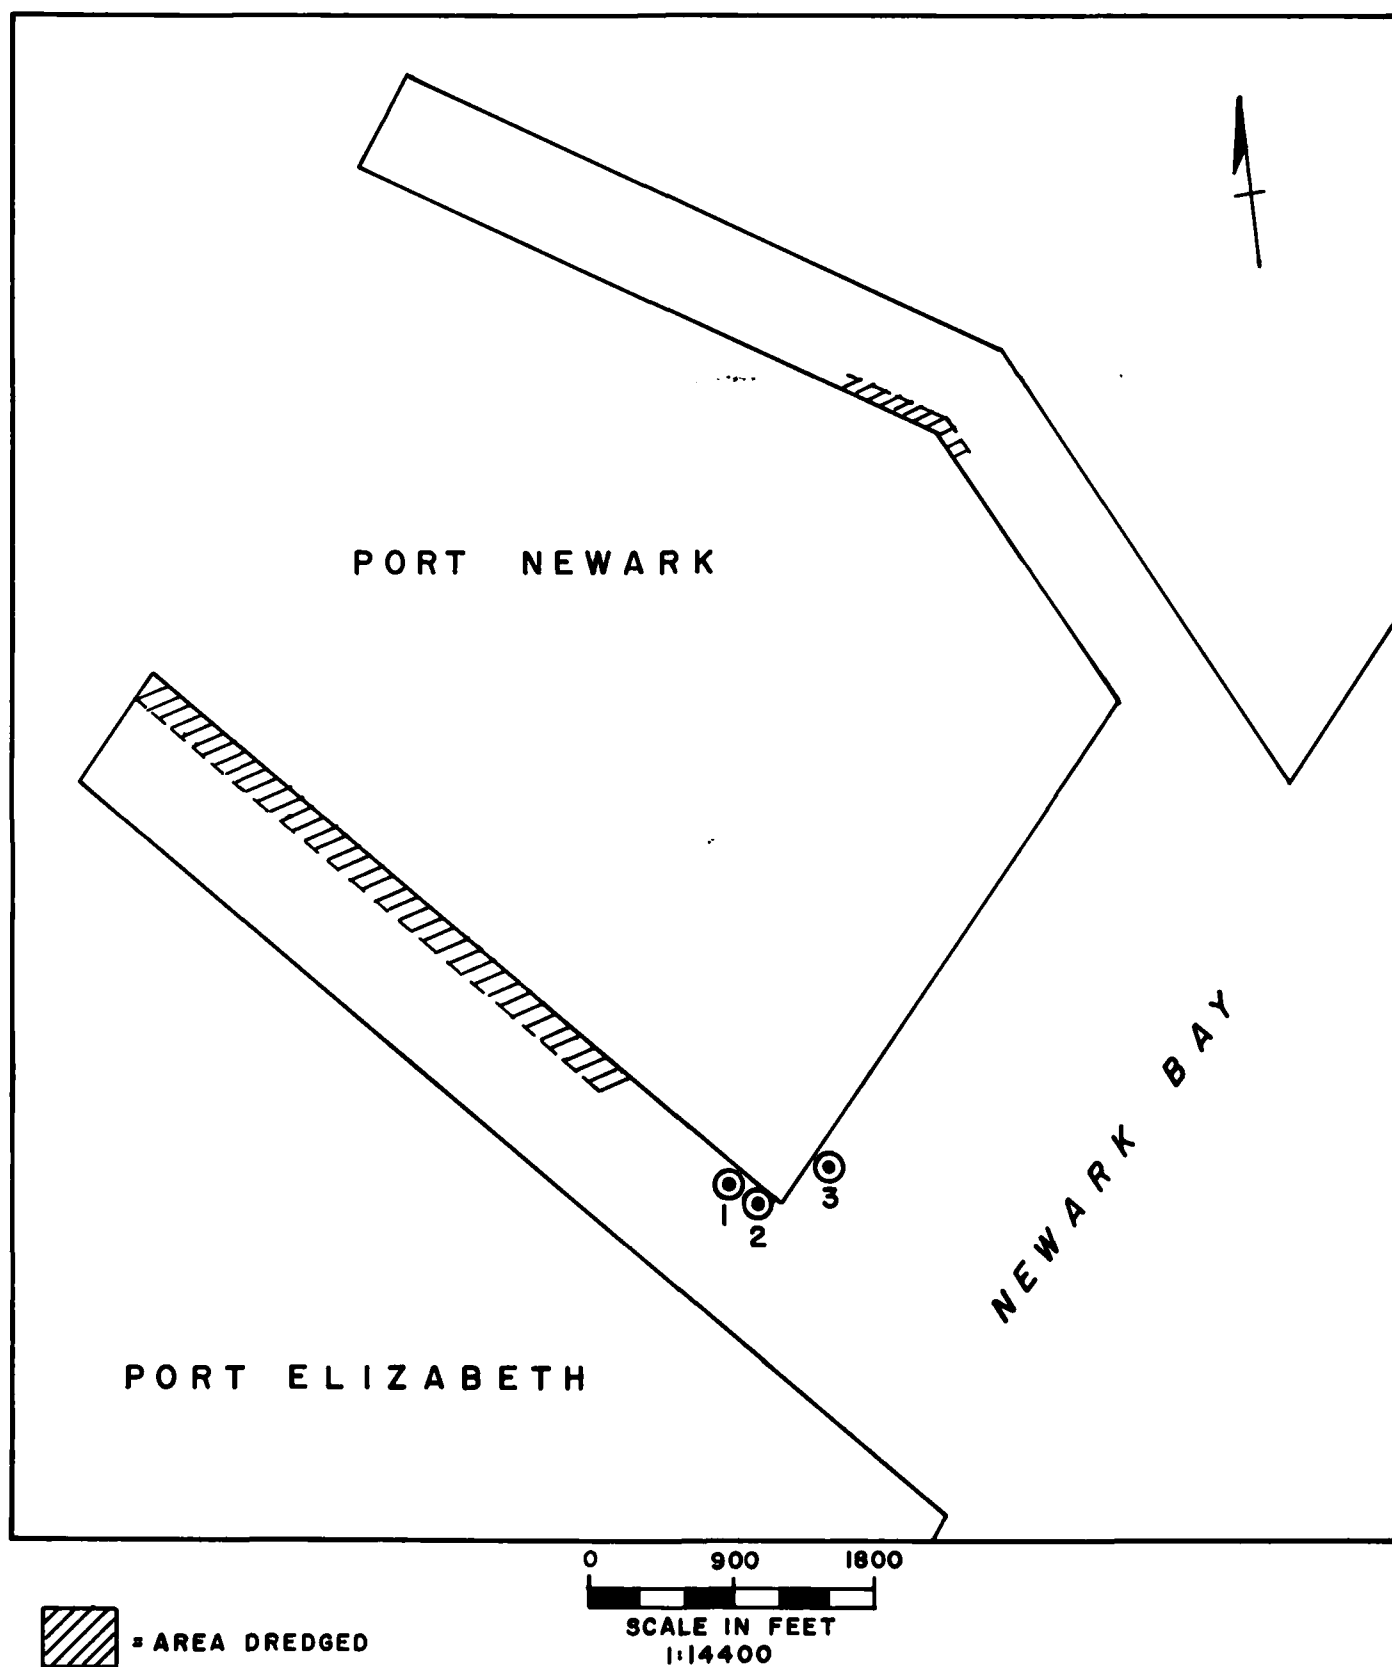 PORT NEWARK
NEWARK BAY
1
2
3
PORT ELIZABETH
0 900 1800
SCALE IN FEET
1:14400
= AREA DREDGED